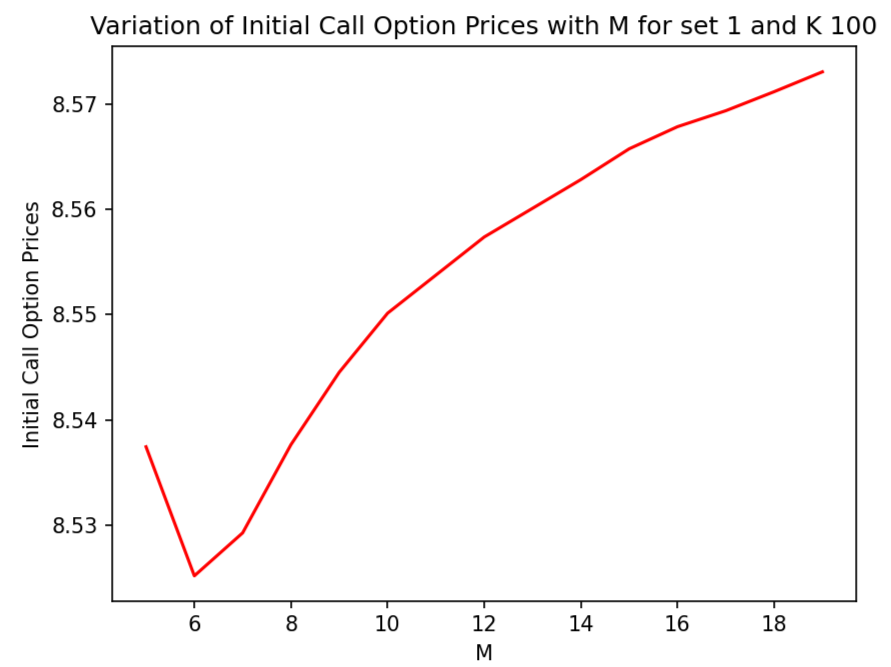 Variation of Initial Call Option Prices with M for set 1 and K 100
8.57
8.56
8.55
8.54
8.53
Initial Call Option Prices
6 8 10 12 14 16 18
M